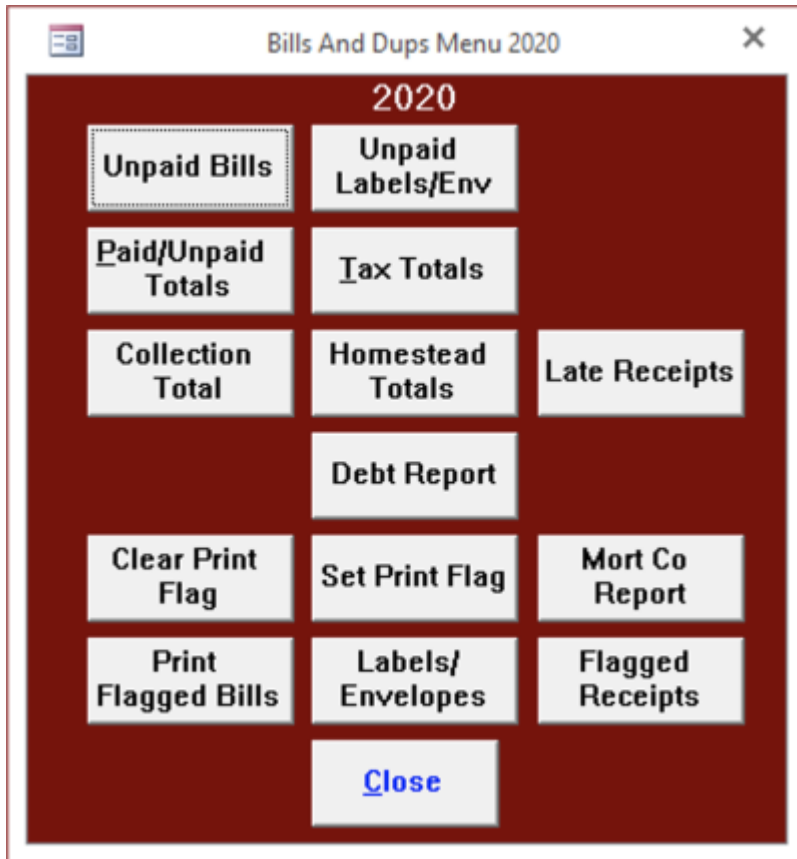 Bills And Dups Menu 2020
2020
Unpaid Bills
Unpaid
Labels/Env
Paid/Unpaid
Totals
Tax Totals
Collection
Total
Homestead
Totals
Late Receipts
Debt Report
Clear Print
Flag
Set Print Flag
Mort Co
Report
Print
Flagged Bills
Labels/
Envelopes
Flagged
Receipts
Close